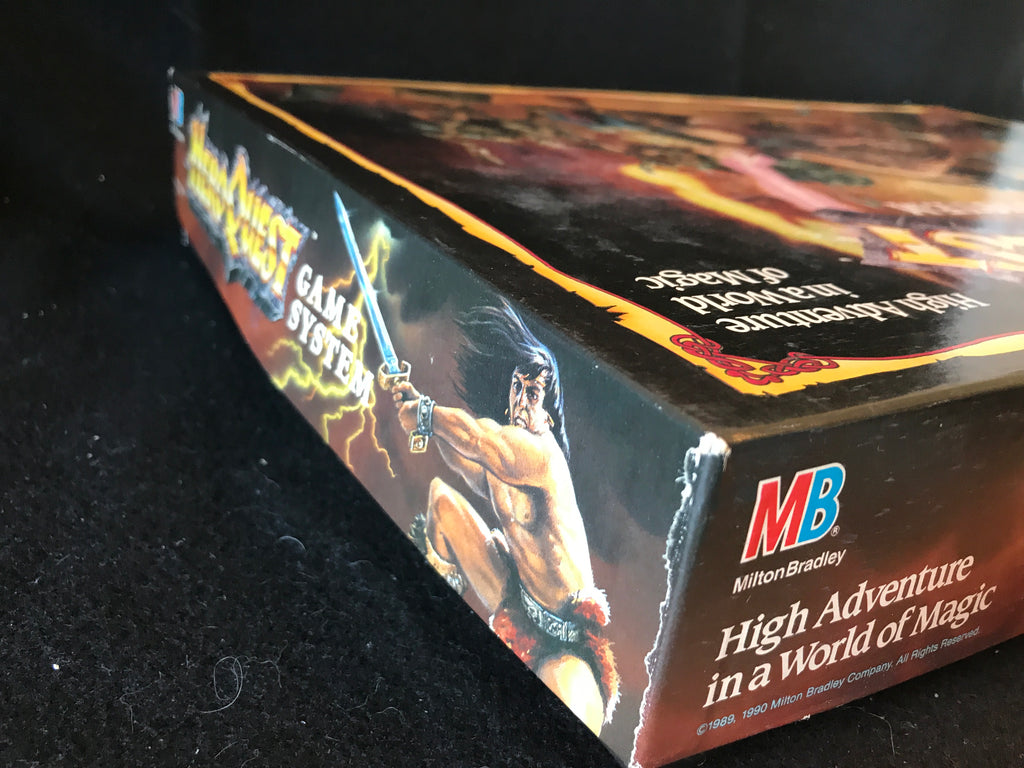 HEROQUEST
GAME
SYSTEM
High Adventure
in a World
of Magic
MB®
Milton Bradley
High Adventure
in a World of Magic
©1989, 1990 Milton Bradley Company. All Rights Reserved.